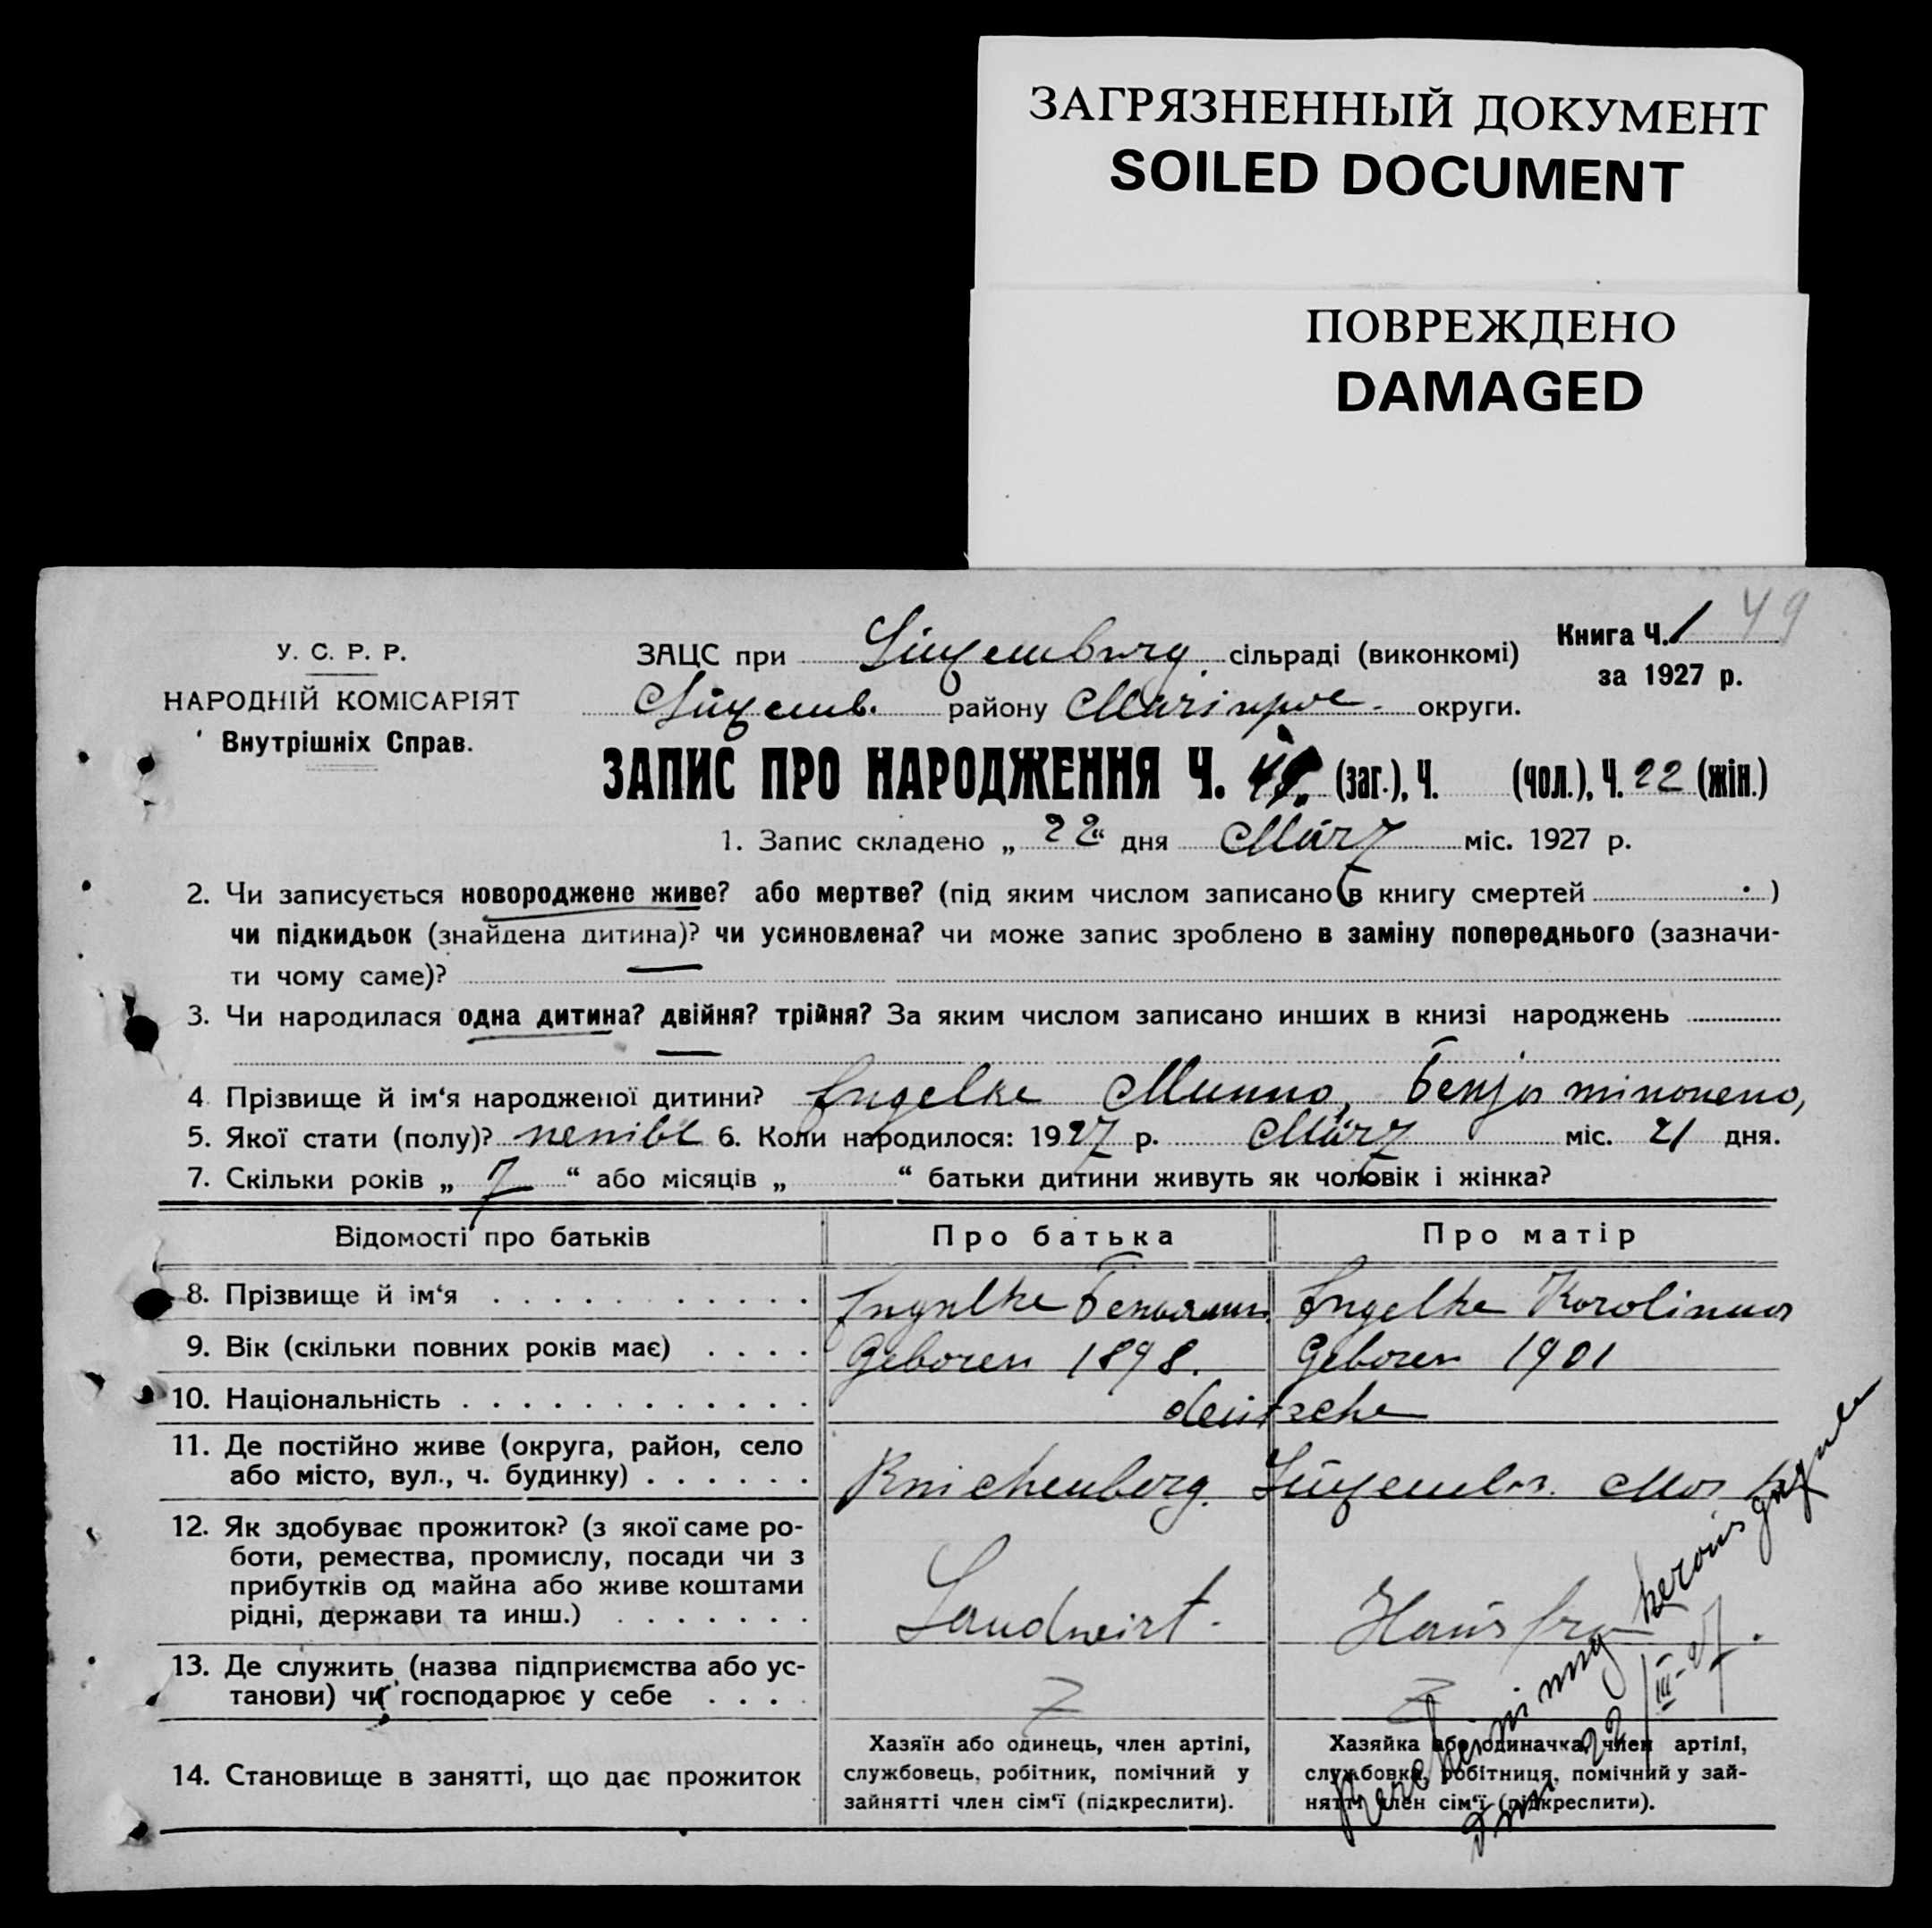 ЗАГРЯЗНЕННЫЙ ДОКУМЕНТ
SOILED DOCUMENT
ПОВРЕЖДЕНО
DAMAGED
49
У. С. Р. Р.
НАРОДНІЙ КОМІСАРІЯТ
Внутрішніх Справ.
ЗАЦС при сільраді (виконкомі)
Книга Ч. 1
за 1927 р.
району округи.
ЗАПИС ПРО НАРОДЖЕННЯ Ч. (заг.), Ч. (чол.), Ч. 22 (жін.)
1. Запис складено „ 22 “ дня März міс. 1927 р.
2. Чи записується новороджене живе? або мертве? (під яким числом записано в книгу смертей )
чи підкидьок (знайдена дитина)? чи усиновлена? чи може запис зроблено в заміну попереднього (зазначи-
ти чому саме)?
3. Чи народилася одна дитина? двійня? трійня? За яким числом записано инших в книзі народжень
4. Прізвище й ім‘я народженої дитини? Engelke
5. Якої стати (полу)? 6. Коли народилося: 1927 р. März міс. 21 дня.
7. Скільки років „ 7 “ або місяців „ “ батьки дитини живуть як чоловік і жінка?
Відомості про батьків Про батька Про матір
8. Прізвище й ім‘я Engelke Engelke
9. Вік (скільки повних років має) Geboren 1898. Geboren 1901
10. Національність deutsche
11. Де постійно живе (округа, район, село
або місто, вул., ч. будинку)
12. Як здобуває прожиток? (з якої саме ро-
боти, ремества, промислу, посади чи з
прибутків од майна або живе коштами
рідні, держави та инш.) Landwirt. Hausfrau
13. Де служить (назва підприємства або ус-
танови) чи господарює у себе
14. Становище в занятті, що дає прожиток
Хазяїн або одинець, член артілі,
службовець, робітник, помічний у
зайнятті член сім‘ї (підкреслити).
Хазяйка або одиначка, член артілі,
службовка, робітниця, помічний у зай-
нятті член сім‘ї (підкреслити).
22/III-27